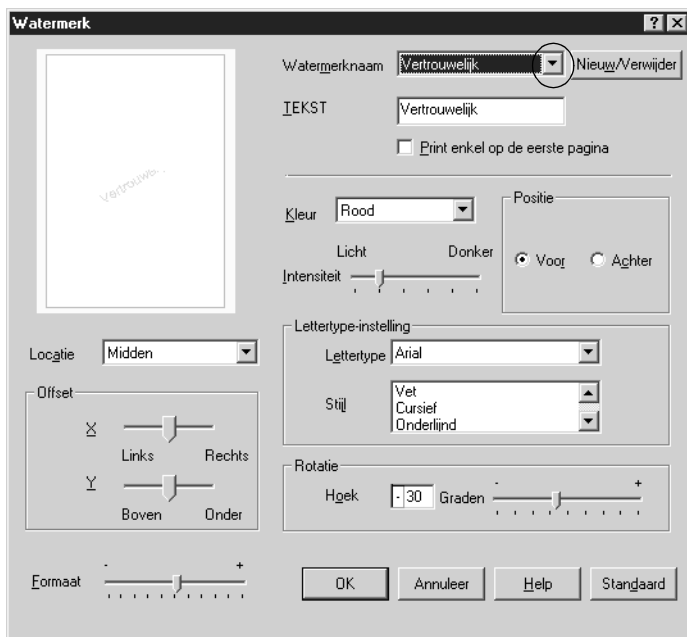 Watermerk
Watermerknaam Vertrouwelijk Nieuw/Verwijder
TEKST Vertrouwelijk
Print enkel op de eerste pagina
Kleur Rood
Licht Donker
Intensiteit
Positie
Voor Achter
Locatie Midden
Lettertype-instelling
Lettertype Arial
Stijl
Vet
Cursief
Onderlijnd
Offset
X
Links Rechts
Y
Boven Onder
Rotatie
Hoek - 30 Graden - +
Formaat - +
OK Annuleer Help Standaard